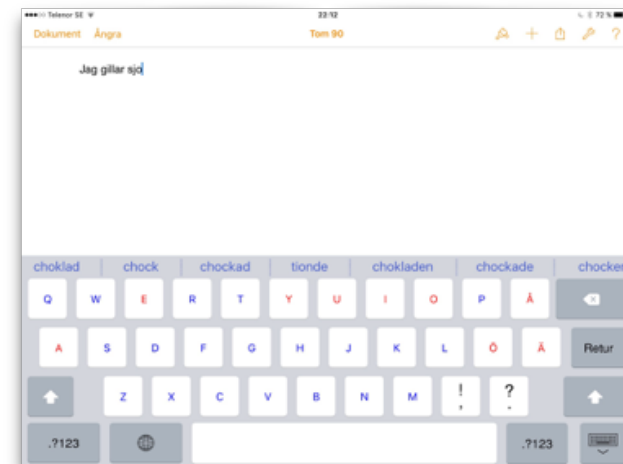 Telenor SE 22:12 72 %
Dokument Ångra Tom 90 ?
Jag gillar sjo
choklad chock chockad tionde chokladen chockade chocker
Q W E R T Y U I O P Å
A S D F G H J K L Ö Ä Retur
Z X C V B N M ! , ? .
.?123 .?123